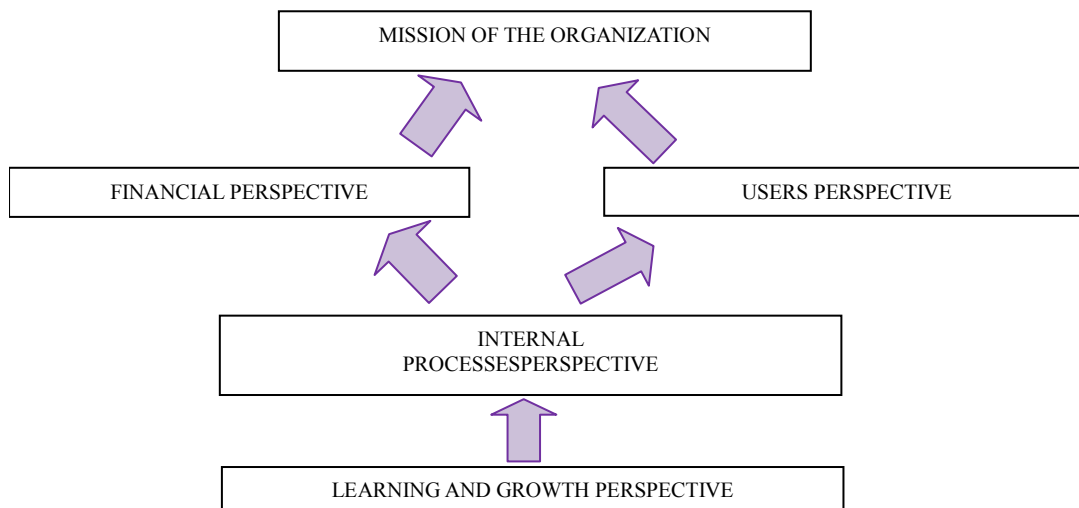 MISSION OF THE ORGANIZATION
FINANCIAL PERSPECTIVE
USERS PERSPECTIVE
INTERNAL
PROCESSESPERSPECTIVE
LEARNING AND GROWTH PERSPECTIVE